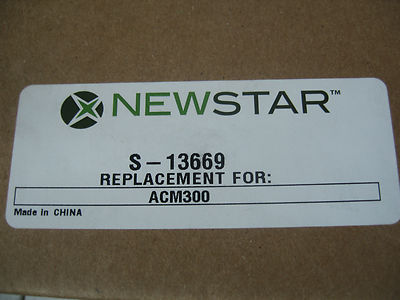 NEWSTAR™
S-13669
REPLACEMENT FOR:
ACM300
Made in CHINA